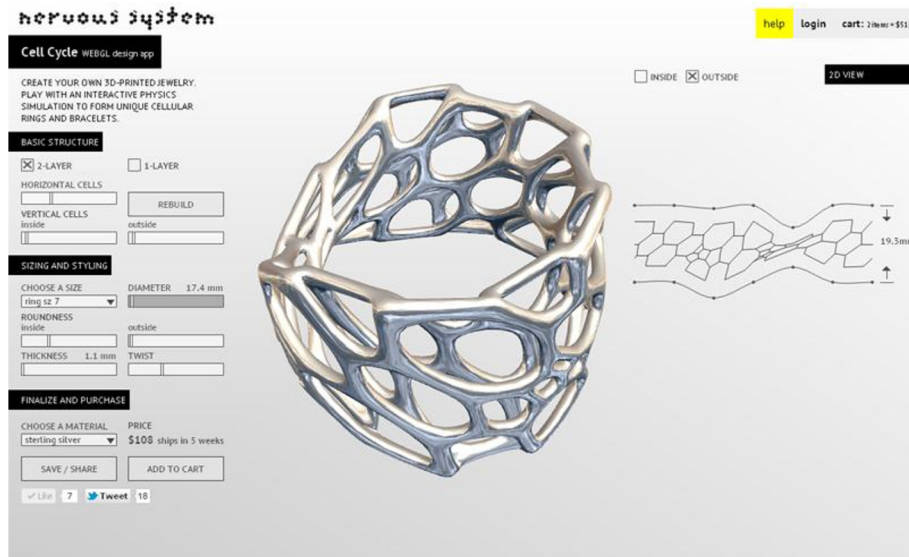 nervous system
help login cart: 2 items = $51
Cell Cycle WEBGL design app
CREATE YOUR OWN 3D-PRINTED JEWELRY.
PLAY WITH AN INTERACTIVE PHYSICS
SIMULATION TO FORM UNIQUE CELLULAR
RINGS AND BRACELETS.
INSIDE OUTSIDE
2D VIEW
BASIC STRUCTURE
2-LAYER 1-LAYER
HORIZONTAL CELLS
REBUILD
VERTICAL CELLS
inside outside
19.3mm
SIZING AND STYLING
CHOOSE A SIZE DIAMETER 17.4 mm
ring sz 7
ROUNDNESS
inside outside
THICKNESS 1.1 mm TWIST
FINALIZE AND PURCHASE
CHOOSE A MATERIAL PRICE
sterling silver $108 ships in 5 weeks
SAVE / SHARE ADD TO CART
Like 7 Tweet 18